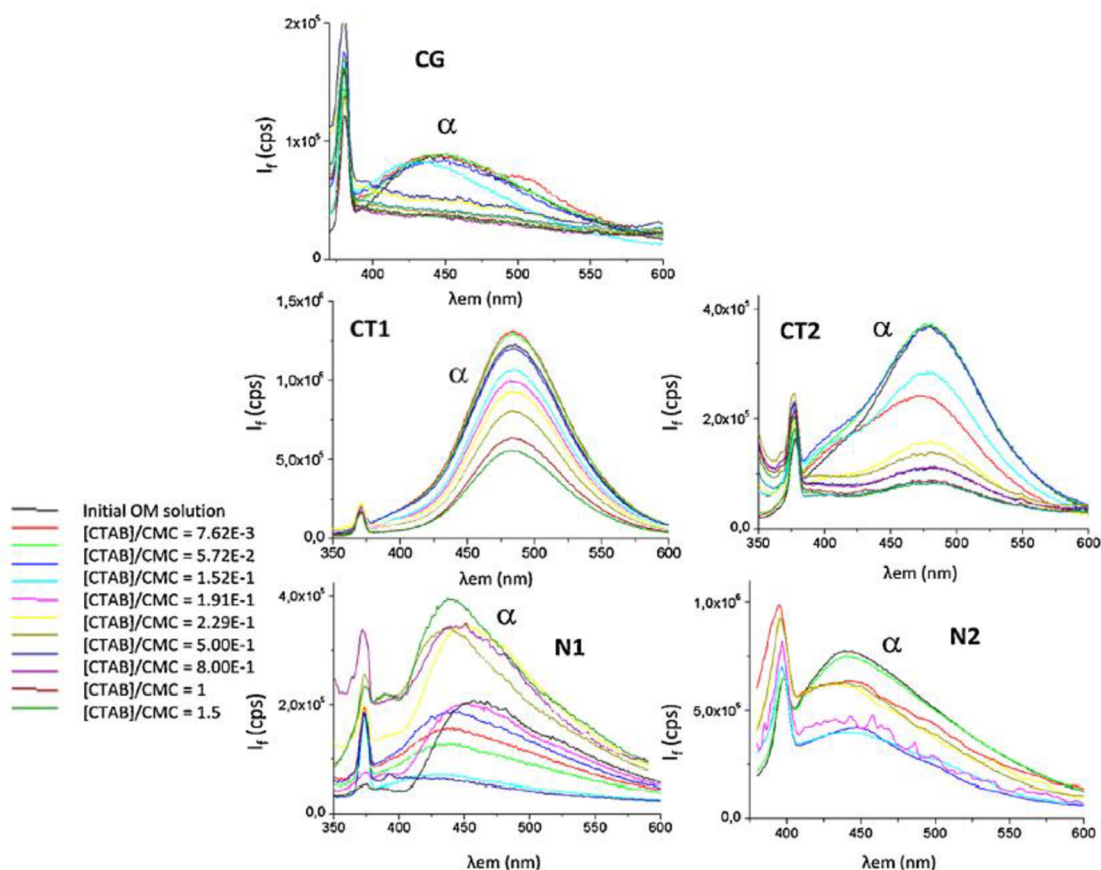 2x10⁵
CG
α
1x10⁵
I_f (cps)
0
400 450 500 550 600
λem (nm)
1,5x10⁶
CT1
α
1,0x10⁶
I_f (cps)
5,0x10⁵
0,0
350 400 450 500 550 600
λem (nm)
4,0x10⁵
CT2
α
2,0x10⁵
I_f (cps)
0,0
350 400 450 500 550 600
λem (nm)
Initial OM solution
[CTAB]/CMC = 7.62E-3
[CTAB]/CMC = 5.72E-2
[CTAB]/CMC = 1.52E-1
[CTAB]/CMC = 1.91E-1
[CTAB]/CMC = 2.29E-1
[CTAB]/CMC = 5.00E-1
[CTAB]/CMC = 8.00E-1
[CTAB]/CMC = 1
[CTAB]/CMC = 1.5
4,0x10⁵
α
N1
2,0x10⁵
I_f (cps)
0,0
350 400 450 500 550 600
λem (nm)
1,0x10⁶
α
N2
5,0x10⁵
I_f (cps)
0,0
400 450 500 550 600
λem (nm)